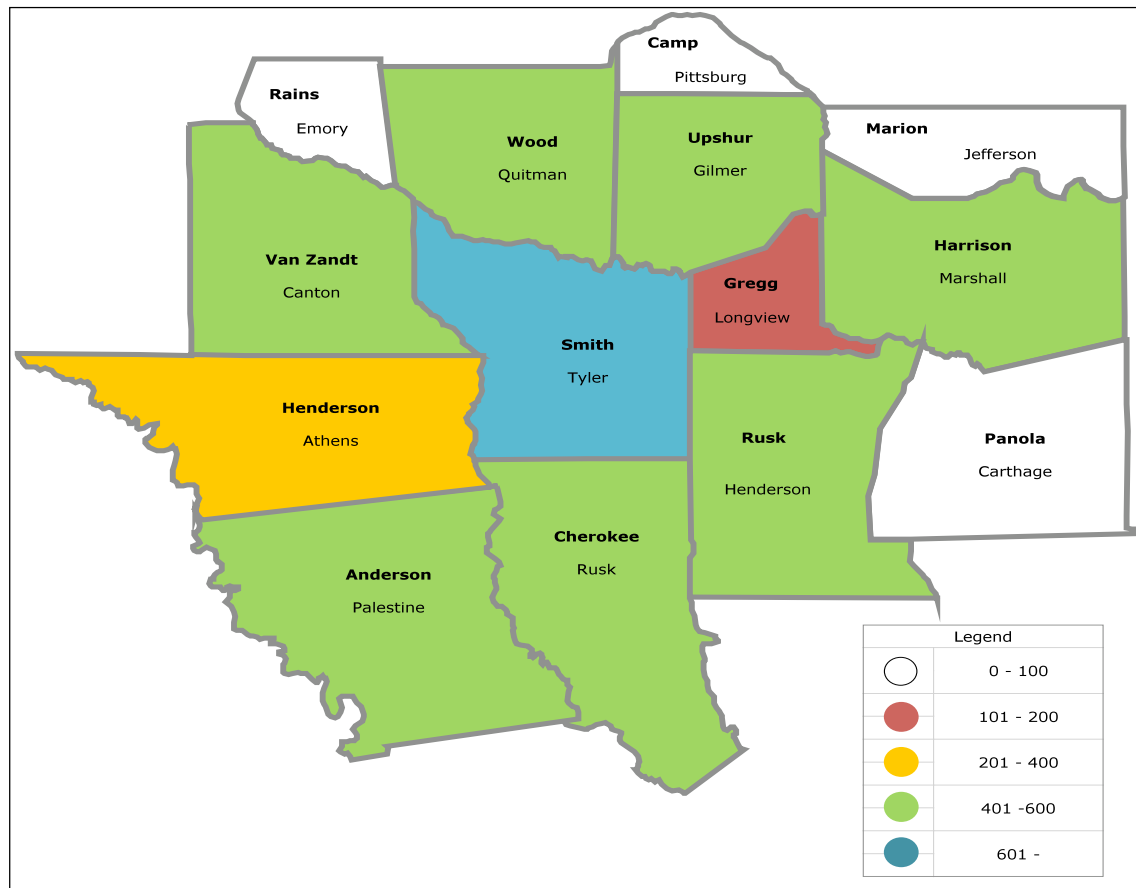 Camp
Pittsburg
Rains
Emory
Wood
Quitman
Upshur
Gilmer
Marion
Jefferson
Van Zandt
Canton
Harrison
Marshall
Gregg
Longview
Smith
Tyler
Henderson
Athens
Rusk
Henderson
Panola
Carthage
Cherokee
Rusk
Anderson
Palestine
Legend
0 - 100
101 - 200
201 - 400
401 -600
601 -